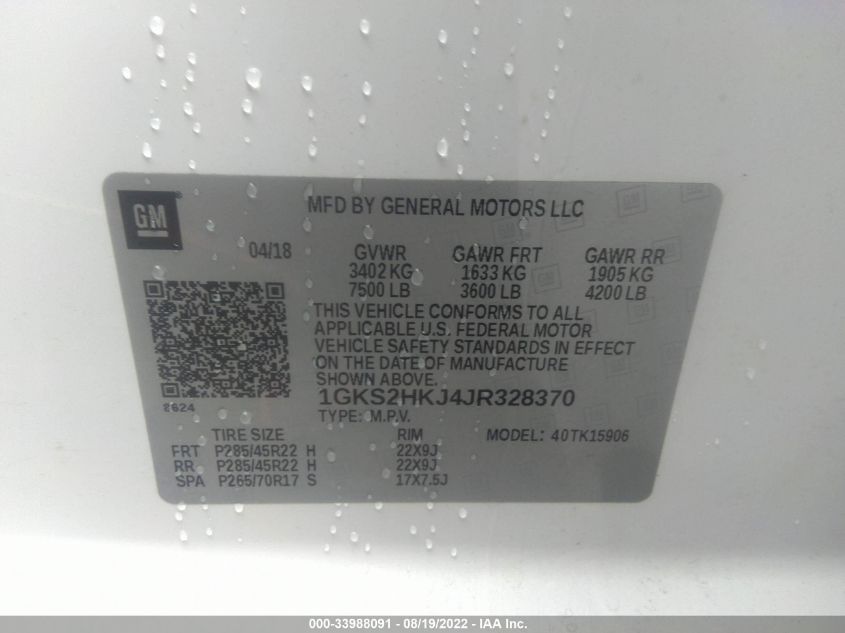 GM
MFD BY GENERAL MOTORS LLC
04/18 GVWR GAWR FRT GAWR RR
3402 KG 1633 KG 1905 KG
7500 LB 3600 LB 4200 LB
THIS VEHICLE CONFORMS TO ALL
APPLICABLE U.S. FEDERAL MOTOR
VEHICLE SAFETY STANDARDS IN EFFECT
ON THE DATE OF MANUFACTURE
SHOWN ABOVE.
1GKS2HKJ4JR328370
8624
TYPE: M.P.V.
TIRE SIZE RIM MODEL: 40TK15906
FRT P285/45R22 H 22X9J
RR P285/45R22 H 22X9J
SPA P265/70R17 S 17X7.5J
000-33988091 / 08/19/2022 - IAA Inc.